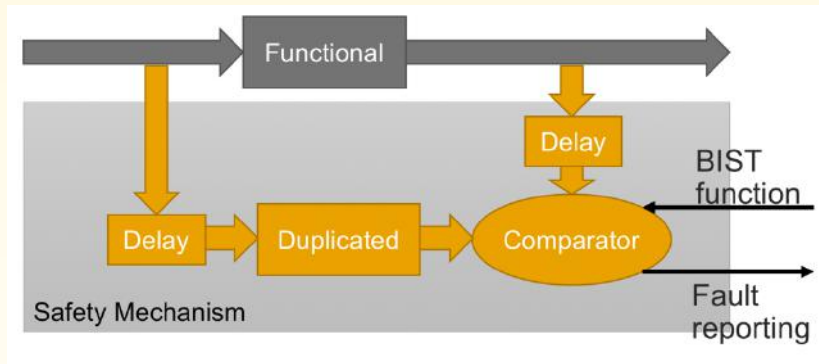 Functional
Delay
BIST
function
Delay
Duplicated
Comparator
Fault
reporting
Safety Mechanism